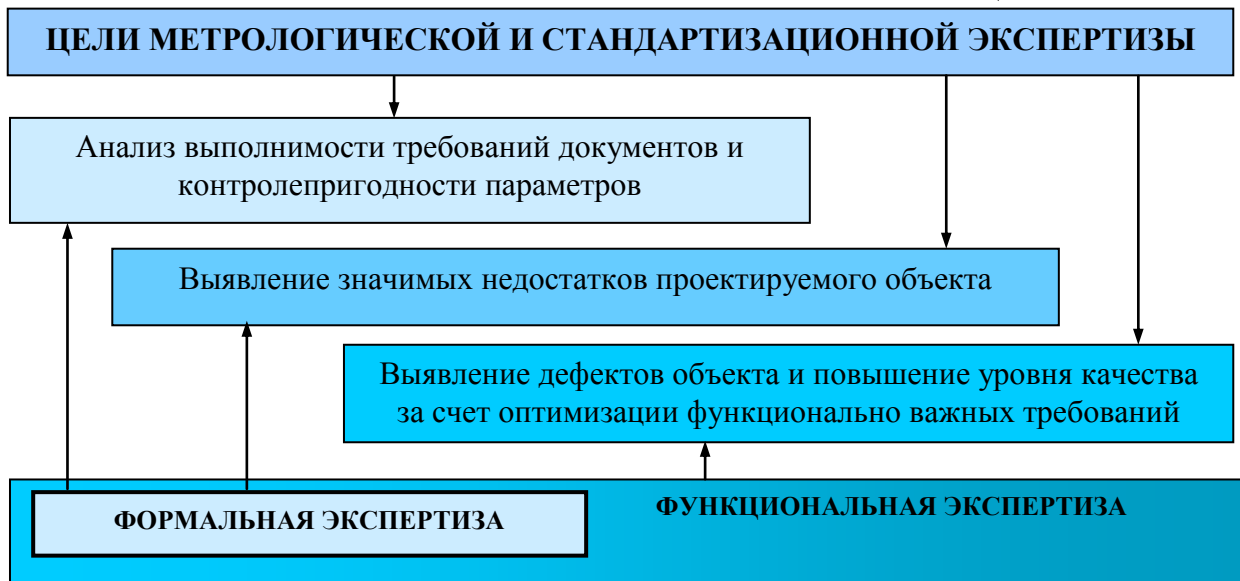 ЦЕЛИ МЕТРОЛОГИЧЕСКОЙ И СТАНДАРТИЗАЦИОННОЙ ЭКСПЕРТИЗЫ
Анализ выполнимости требований документов и
контролепригодности параметров
Выявление значимых недостатков проектируемого объекта
Выявление дефектов объекта и повышение уровня качества
за счет оптимизации функционально важных требований
ФОРМАЛЬНАЯ ЭКСПЕРТИЗА
ФУНКЦИОНАЛЬНАЯ ЭКСПЕРТИЗА